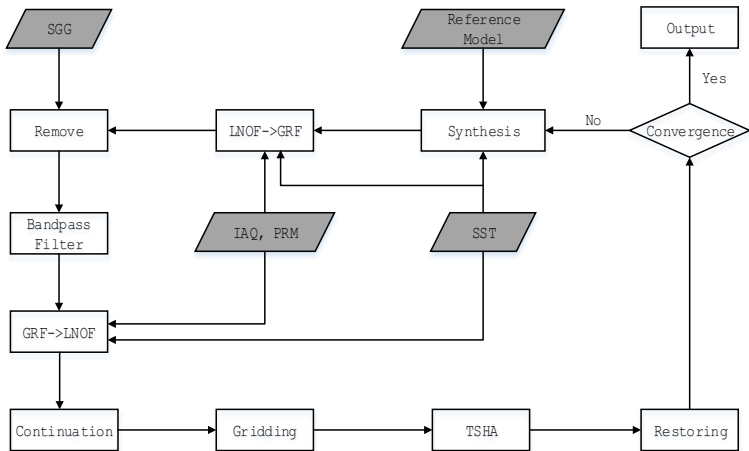 SGG
Reference
Model
Output
Yes
Remove
LNOF->GRF
Synthesis
No
Convergence
Bandpass
Filter
IAQ, PRM
SST
GRF->LNOF
Continuation
Gridding
TSHA
Restoring